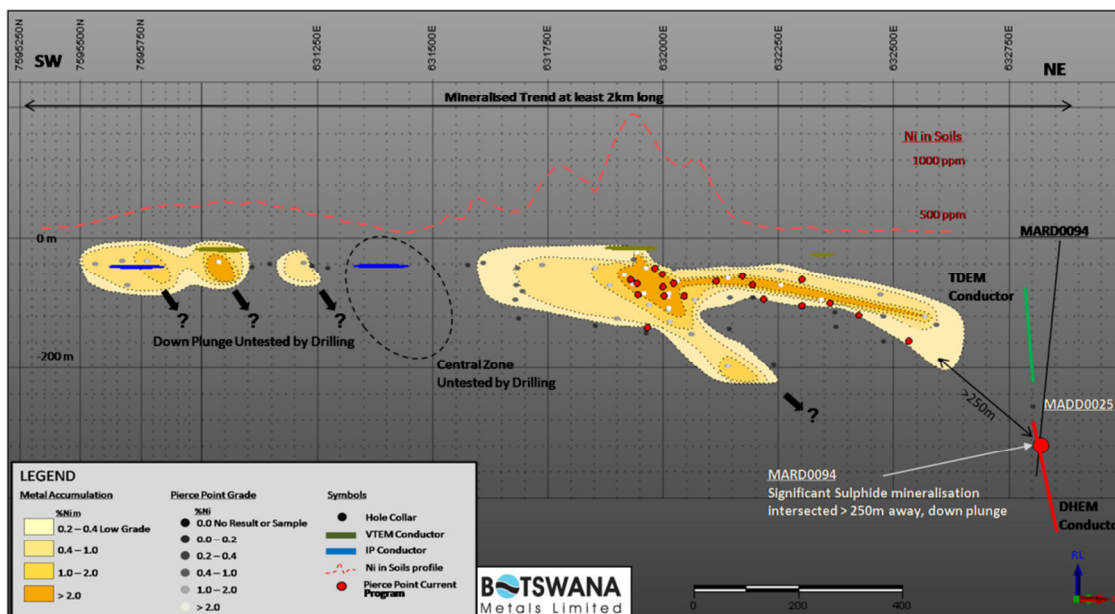 7595250N
7595500N
7595750N
631250E
631500E
631750E
632000E
632250E
632500E
632750E
SW
NE
Mineralised Trend at least 2km long
Ni in Soils
1000 ppm
500 ppm
MARD0094
0 m
TDEM
Conductor
?
?
?
Down Plunge Untested by Drilling
-200 m
Central Zone
Untested by Drilling
>250m
MADD0025
?
MARD0094
Significant Sulphide mineralisation
intersected > 250m away, down plunge
DHEM
Conductor
LEGEND
Metal Accumulation
%Ni m
0.2 – 0.4 Low Grade
0.4 – 1.0
1.0 – 2.0
> 2.0
Pierce Point Grade
%Ni
0.0 No Result or Sample
0.0 – 0.2
0.2 – 0.4
0.4 – 1.0
1.0 – 2.0
> 2.0
Symbols
Hole Collar
VTEM Conductor
IP Conductor
Ni in Soils profile
Pierce Point Current
Program
BOTSWANA
Metals Limited
0
200
400
RL